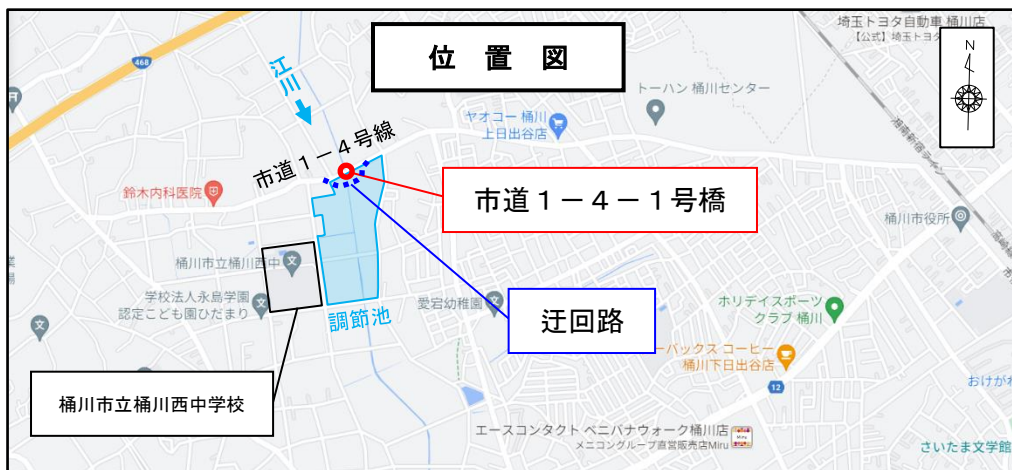 位 置 図
埼玉トヨタ自動車 桶川店
【公式】埼玉トヨタ
N
468
江川
トーハン 桶川センター
ヤオコー 桶川
上日出谷店
市道1-4号線
鈴木内科医院
市道1-4-1号橋
桶川市役所
桶川市立桶川西中
学校法人永島学園
認定こども園ひだまり
調節池
愛宕幼稚園
迂回路
ホリデイスポーツ
クラブ 桶川
ーバックス コーヒー
桶川下日出谷店
12
おけがわ
桶川市立桶川西中学校
エースコンタクト ベニバナウォーク桶川店
メニコングループ直営販売店Miru
さいたま文学館